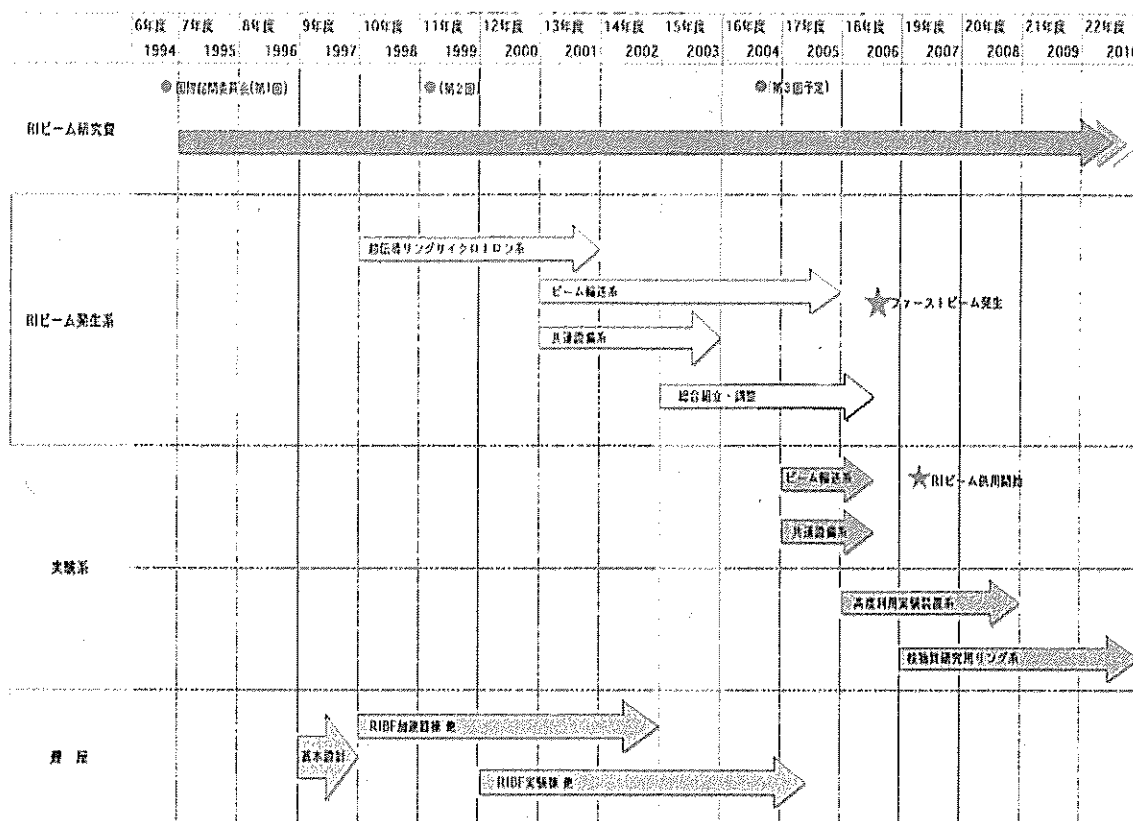 6年度 7年度 8年度 9年度 10年度 11年度 12年度 13年度 14年度 15年度 16年度 17年度 18年度 19年度 20年度 21年度 22年度
1994 1995 1996 1997 1998 1999 2000 2001 2002 2003 2004 2005 2006 2007 2008 2009 2010
国際諮問委員会(第1回) (第2回) (第3回予定)
RIビーム研究費
超伝導リングサイクロトロン系
ビーム輸送系
ファーストビーム発生
RIビーム発生系
共通設備系
総合組立・調整
ビーム輸送系
RIビーム供用開始
共通設備系
実験系
高度利用実験装置系
核物質研究用リング系
RIBF加速器棟 他
建 屋
基本設計
RIBF実験棟 他